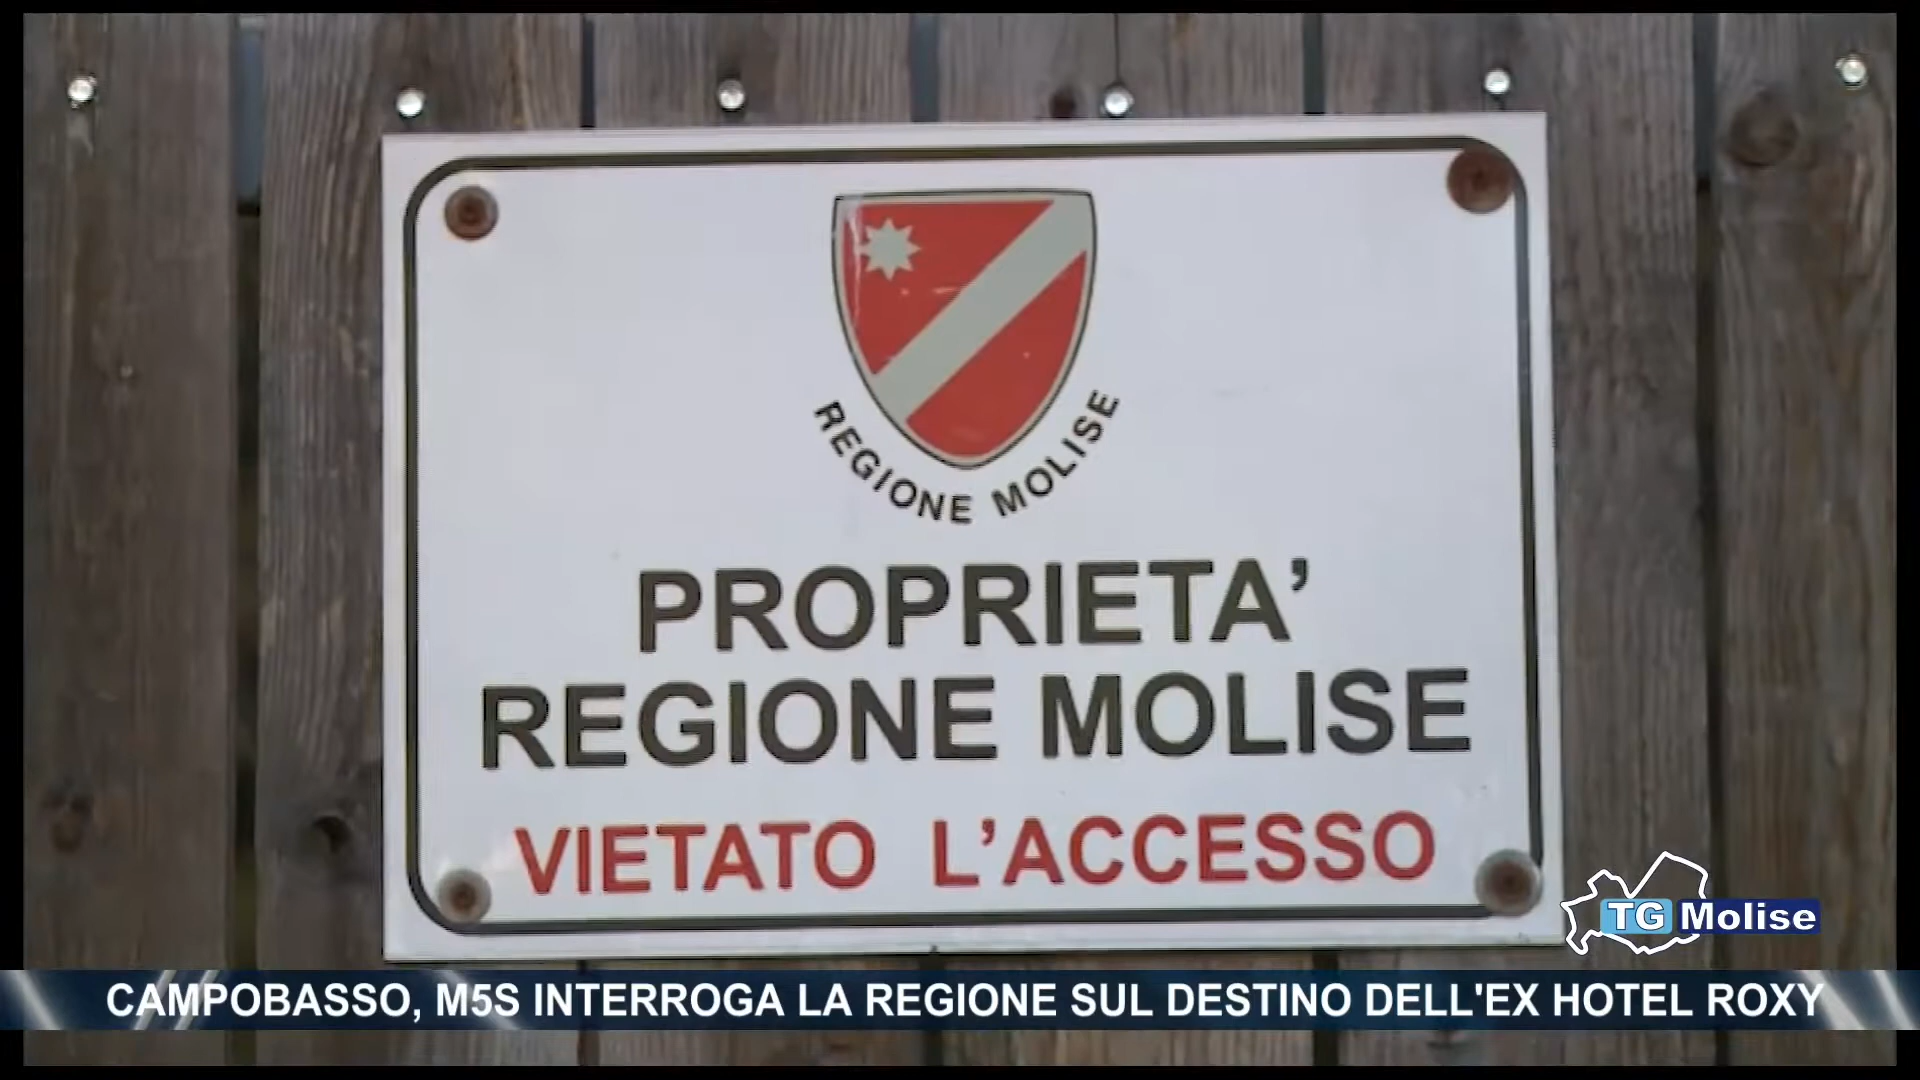 REGIONE MOLISE
PROPRIETA’
REGIONE MOLISE
VIETATO L’ACCESSO
TG Molise
CAMPOBASSO, M5S INTERROGA LA REGIONE SUL DESTINO DELL'EX HOTEL ROXY